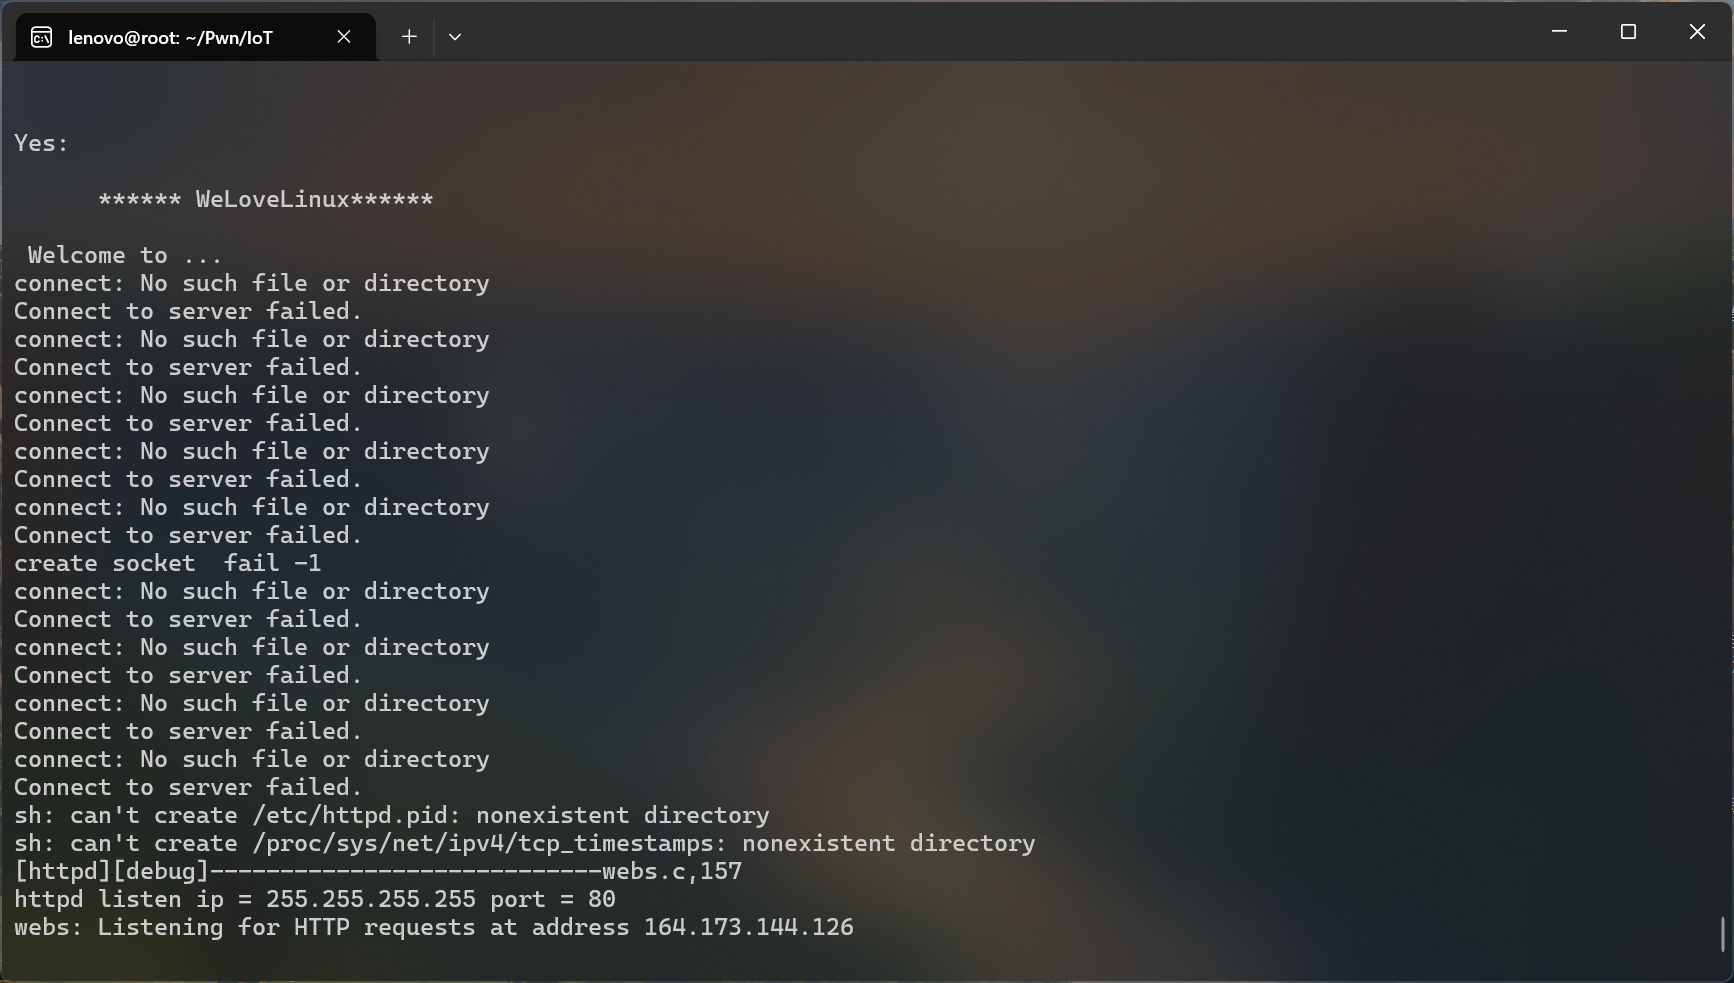 lenovo@root: ~/Pwn/IoT
Yes:
****** WeLoveLinux******
Welcome to ...
connect: No such file or directory
Connect to server failed.
connect: No such file or directory
Connect to server failed.
connect: No such file or directory
Connect to server failed.
connect: No such file or directory
Connect to server failed.
connect: No such file or directory
Connect to server failed.
create socket  fail -1
connect: No such file or directory
Connect to server failed.
connect: No such file or directory
Connect to server failed.
connect: No such file or directory
Connect to server failed.
connect: No such file or directory
Connect to server failed.
sh: can't create /etc/httpd.pid: nonexistent directory
sh: can't create /proc/sys/net/ipv4/tcp_timestamps: nonexistent directory
[httpd][debug]----------------------------webs.c,157
httpd listen ip = 255.255.255.255 port = 80
webs: Listening for HTTP requests at address 164.173.144.126